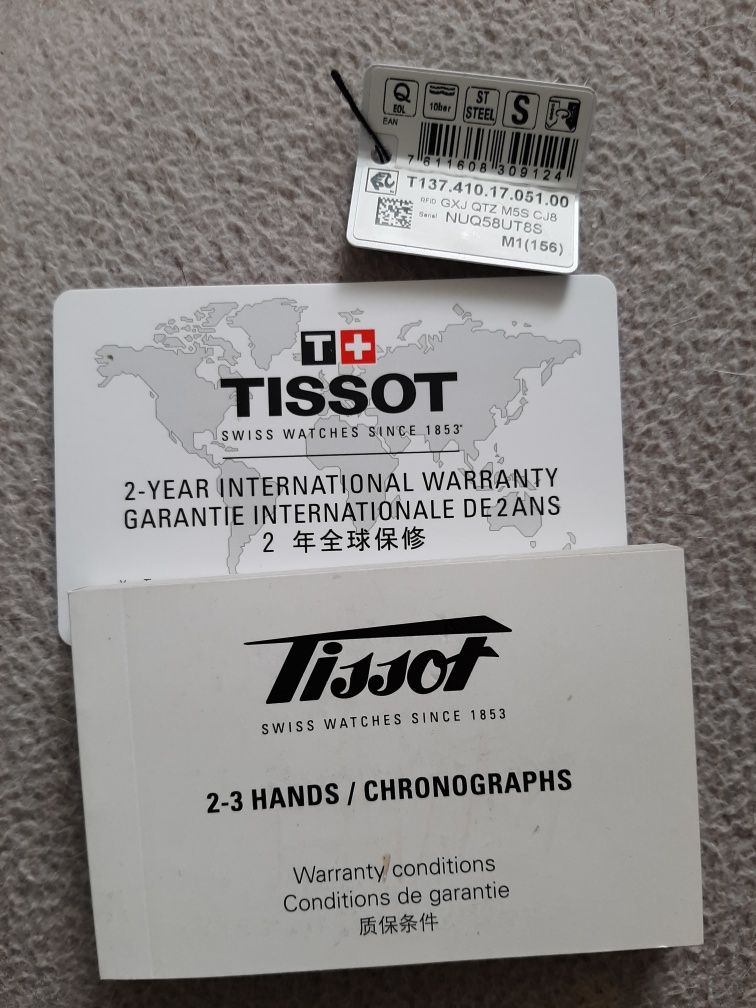 Q
EOL
10bar
ST
STEEL
S
EAN
7 611608 309124
T137.410.17.051.00
RFID GXJ QTZ M5S CJ8
Serial NUQ58UT8S
M1(156)
T+
TISSOT
SWISS WATCHES SINCE 1853
2-YEAR INTERNATIONAL WARRANTY
GARANTIE INTERNATIONALE DE 2 ANS
2 年全球保修
Tissot
SWISS WATCHES SINCE 1853
2-3 HANDS / CHRONOGRAPHS
Warranty conditions
Conditions de garantie
质保条件